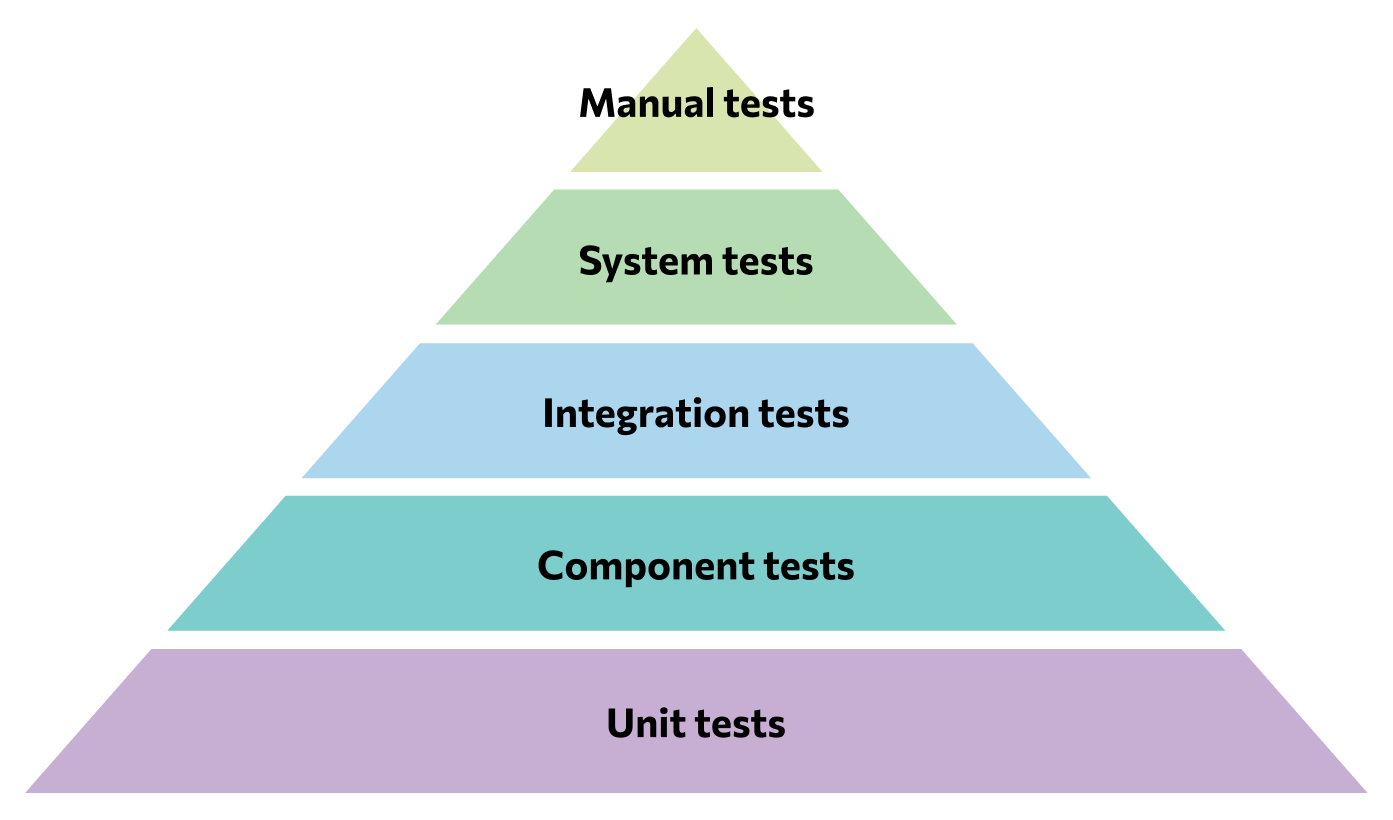 Manual tests
System tests
Integration tests
Component tests
Unit tests